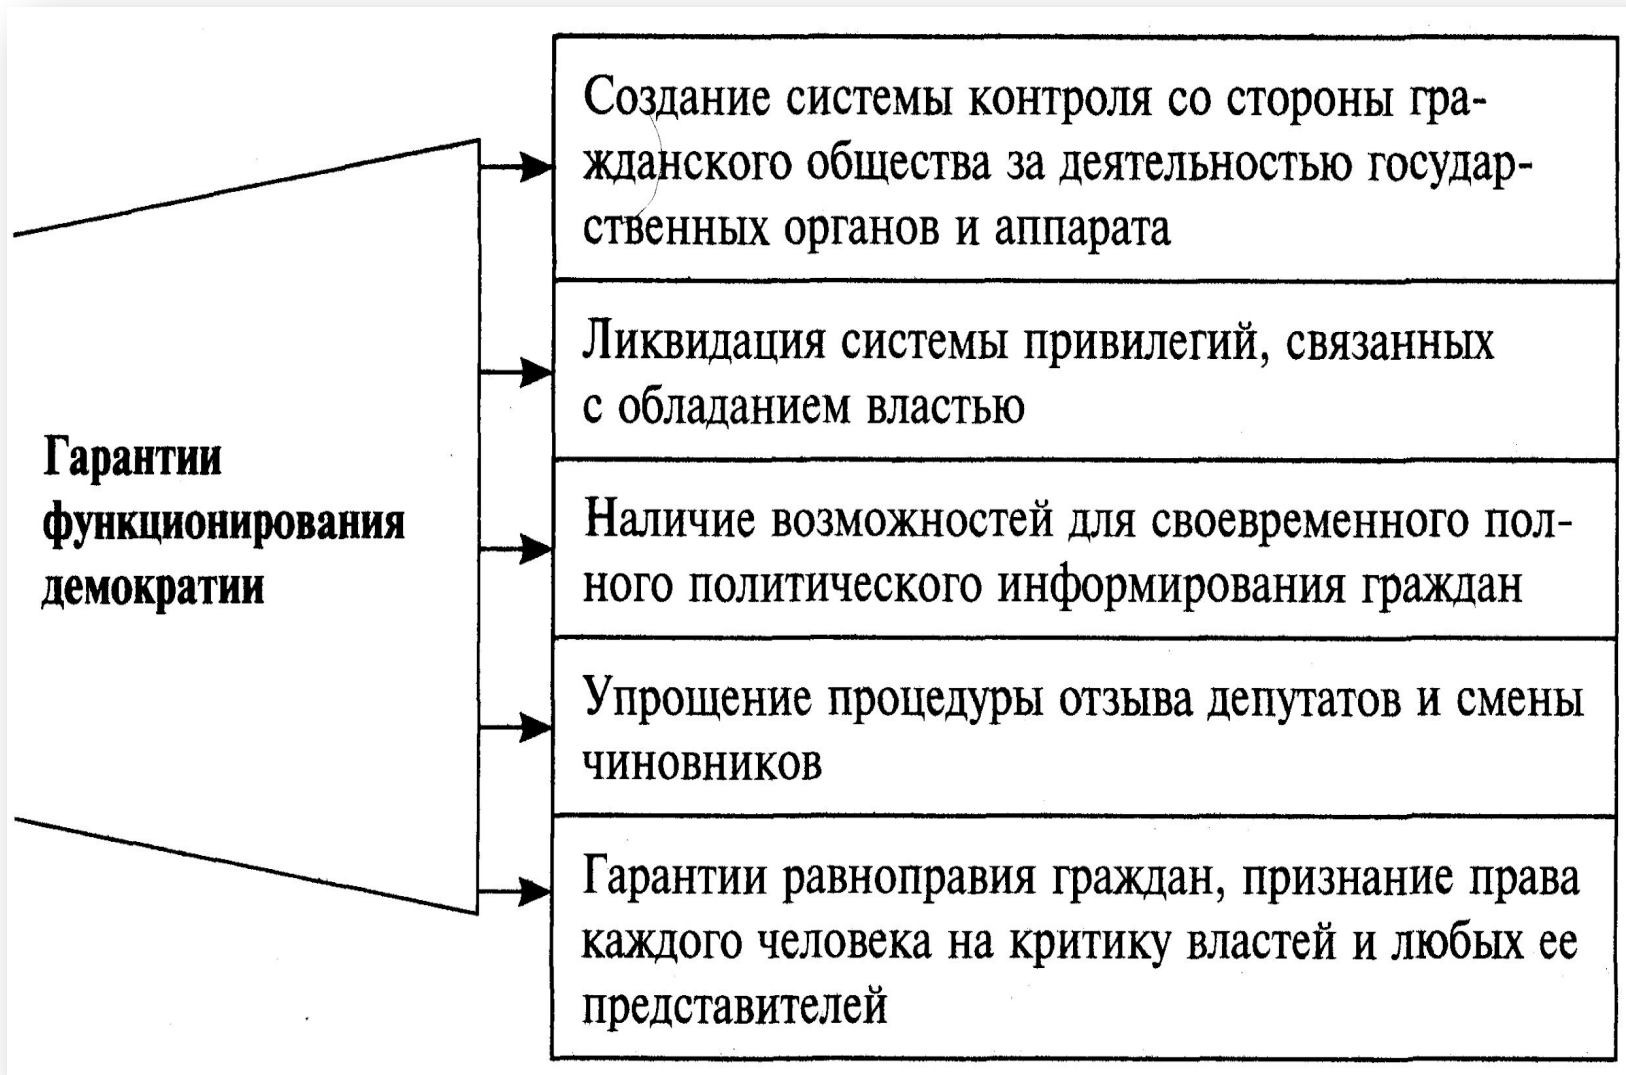 Гарантии
функционирования
демократии
Создание системы контроля со стороны гра-
жданского общества за деятельностью государ-
ственных органов и аппарата
Ликвидация системы привилегий, связанных
с обладанием властью
Наличие возможностей для своевременного пол-
ного политического информирования граждан
Упрощение процедуры отзыва депутатов и смены
чиновников
Гарантии равноправия граждан, признание права
каждого человека на критику властей и любых ее
представителей